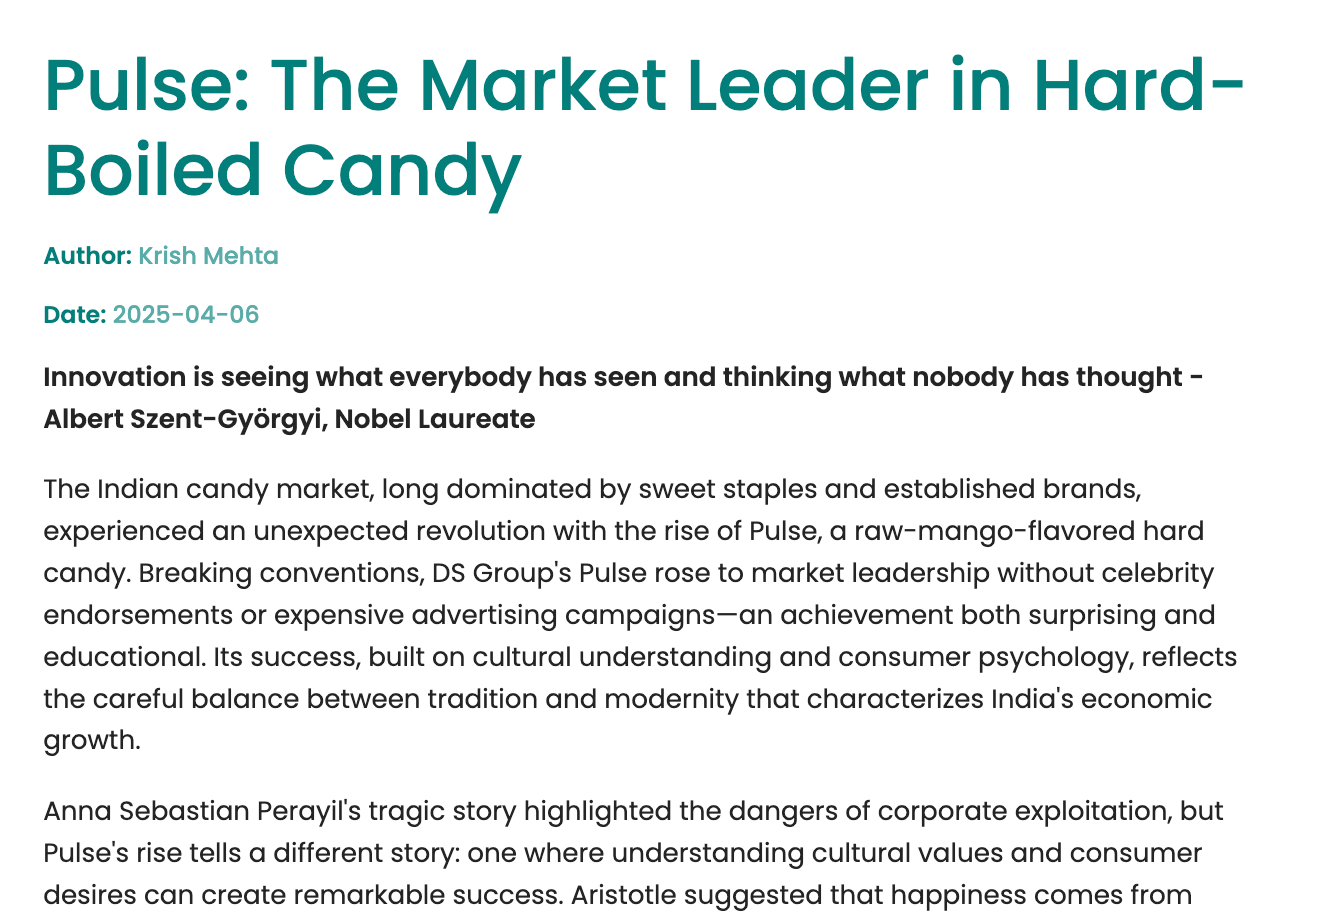 Pulse: The Market Leader in Hard-
Boiled Candy
Author: Krish Mehta
Date: 2025-04-06
Innovation is seeing what everybody has seen and thinking what nobody has thought -
Albert Szent-Györgyi, Nobel Laureate
The Indian candy market, long dominated by sweet staples and established brands,
experienced an unexpected revolution with the rise of Pulse, a raw-mango-flavored hard
candy. Breaking conventions, DS Group's Pulse rose to market leadership without celebrity
endorsements or expensive advertising campaigns—an achievement both surprising and
educational. Its success, built on cultural understanding and consumer psychology, reflects
the careful balance between tradition and modernity that characterizes India's economic
growth.
Anna Sebastian Perayil's tragic story highlighted the dangers of corporate exploitation, but
Pulse's rise tells a different story: one where understanding cultural values and consumer
desires can create remarkable success. Aristotle suggested that happiness comes from